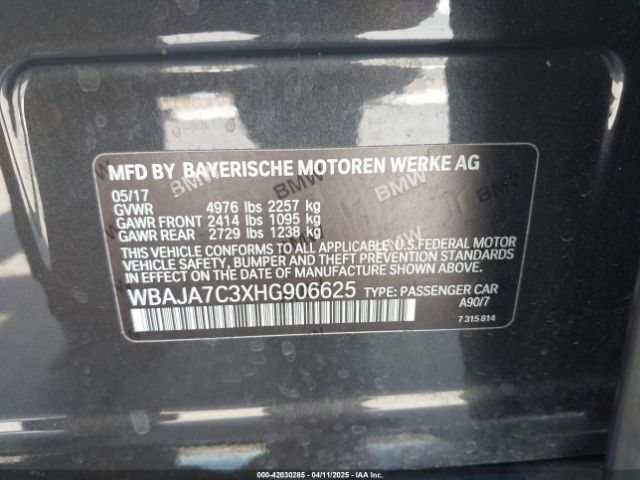 MFD BY BAYERISCHE MOTOREN WERKE AG
05/17
GVWR 4976 lbs 2257 kg
GAWR FRONT 2414 lbs 1095 kg
GAWR REAR 2729 lbs 1238 kg
THIS VEHICLE CONFORMS TO ALL APPLICABLE U.S. FEDERAL MOTOR
VEHICLE SAFETY, BUMPER AND THEFT PREVENTION STANDARDS
IN EFFECT ON THE DATE OF MANUFACTURE SHOWN ABOVE.
WBAJA7C3XHG906625 TYPE: PASSENGER CAR
A90/7
7 315 814
000-42030285 - 04/11/2025 - IAA Inc.